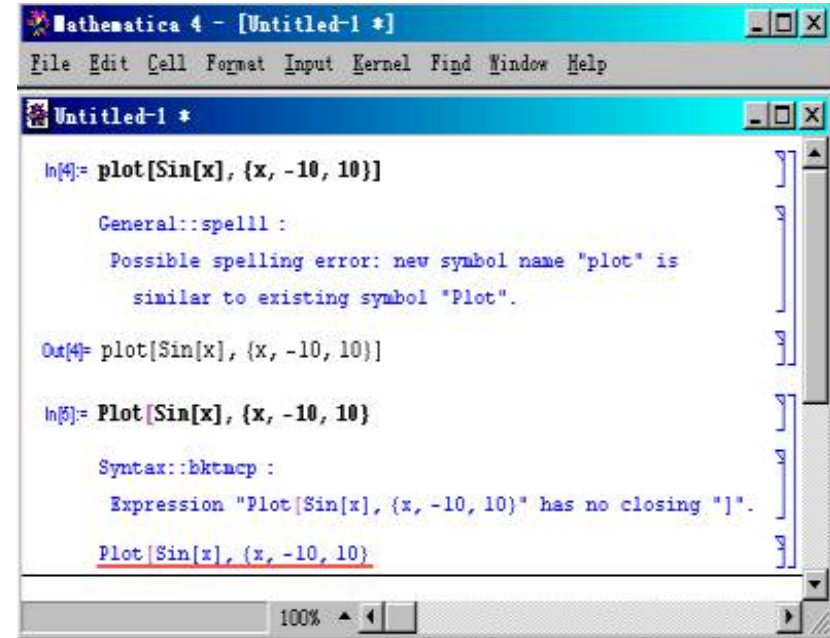 Mathematica 4 - [Untitled-1 *]
File Edit Cell Format Input Kernel Find Window Help
Untitled-1 *
In[4]:= plot[Sin[x], {x, -10, 10}]
General::spell1 :
Possible spelling error: new symbol name "plot" is
similar to existing symbol "Plot".
Out[4]= plot[Sin[x], {x, -10, 10}]
In[5]:= Plot[Sin[x], {x, -10, 10}
Syntax::bktmcp :
Expression "Plot[Sin[x], {x, -10, 10}" has no closing "]".
Plot[Sin[x], {x, -10, 10}
100%